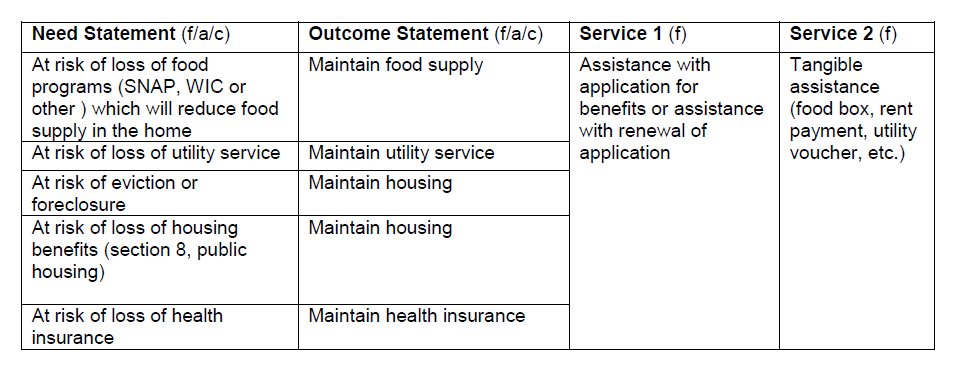 Need Statement (f/a/c)
Outcome Statement (f/a/c)
Service 1 (f)
Service 2 (f)
At risk of loss of food
programs (SNAP, WIC or
other ) which will reduce food
supply in the home
Maintain food supply
Assistance with
application for
benefits or assistance
with renewal of
application
Tangible
assistance
(food box, rent
payment, utility
voucher, etc.)
At risk of loss of utility service
Maintain utility service
At risk of eviction or
foreclosure
Maintain housing
At risk of loss of housing
benefits (section 8, public
housing)
Maintain housing
At risk of loss of health
insurance
Maintain health insurance